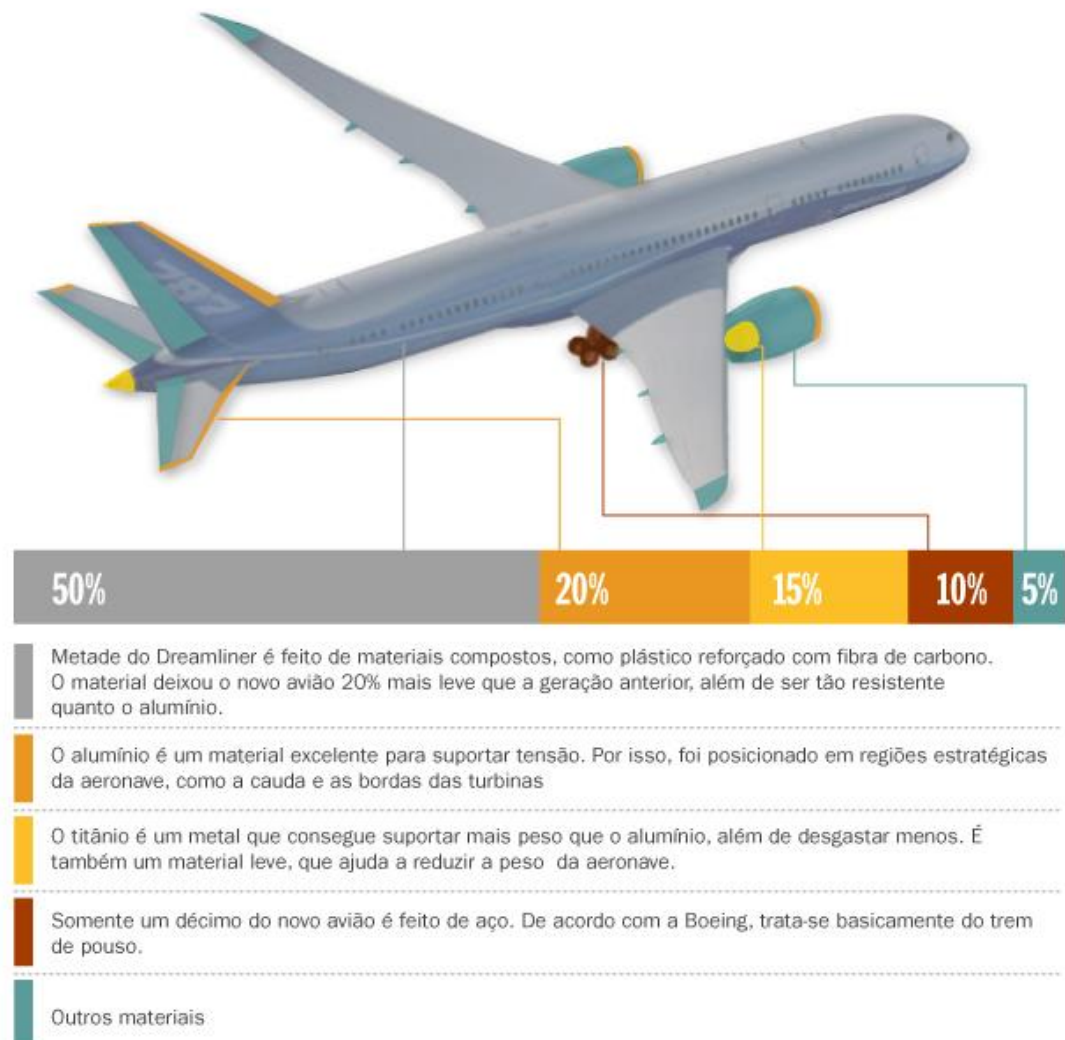 787
50%
20%
15%
10%
5%
Metade do Dreamliner é feito de materiais compostos, como plástico reforçado com fibra de carbono.
O material deixou o novo avião 20% mais leve que a geração anterior, além de ser tão resistente
quanto o alumínio.
O alumínio é um material excelente para suportar tensão. Por isso, foi posicionado em regiões estratégicas
da aeronave, como a cauda e as bordas das turbinas
O titânio é um metal que consegue suportar mais peso que o alumínio, além de desgastar menos. É
também um material leve, que ajuda a reduzir a peso da aeronave.
Somente um décimo do novo avião é feito de aço. De acordo com a Boeing, trata-se basicamente do trem
de pouso.
Outros materiais